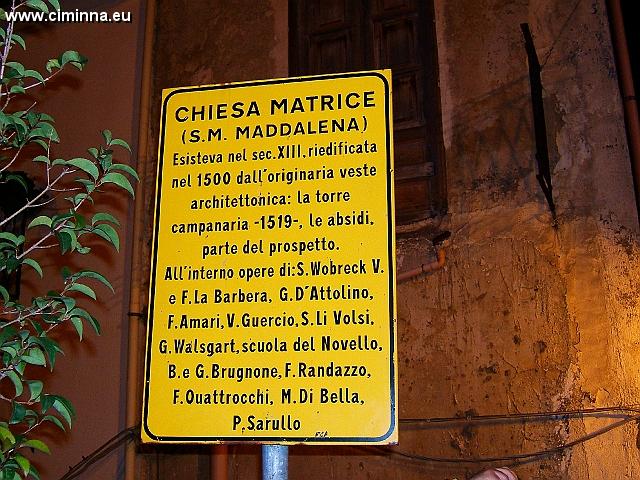 www.ciminna.eu
CHIESA MATRICE
(S.M. MADDALENA)
Esisteva nel sec.XIII, riedificata
nel 1500 dall'originaria veste
architettonica: la torre
campanaria -1519-, le absidi,
parte del prospetto.
All'interno opere di: S.Wobreck V.
e F. La Barbera, G. D'Attolino,
F. Amari, V. Guercio, S. Li Volsi,
G. Walsgart, scuola del Novello,
B. e G. Brugnone, F. Randazzo,
F. Quattrocchi, M. Di Bella,
P. Sarullo